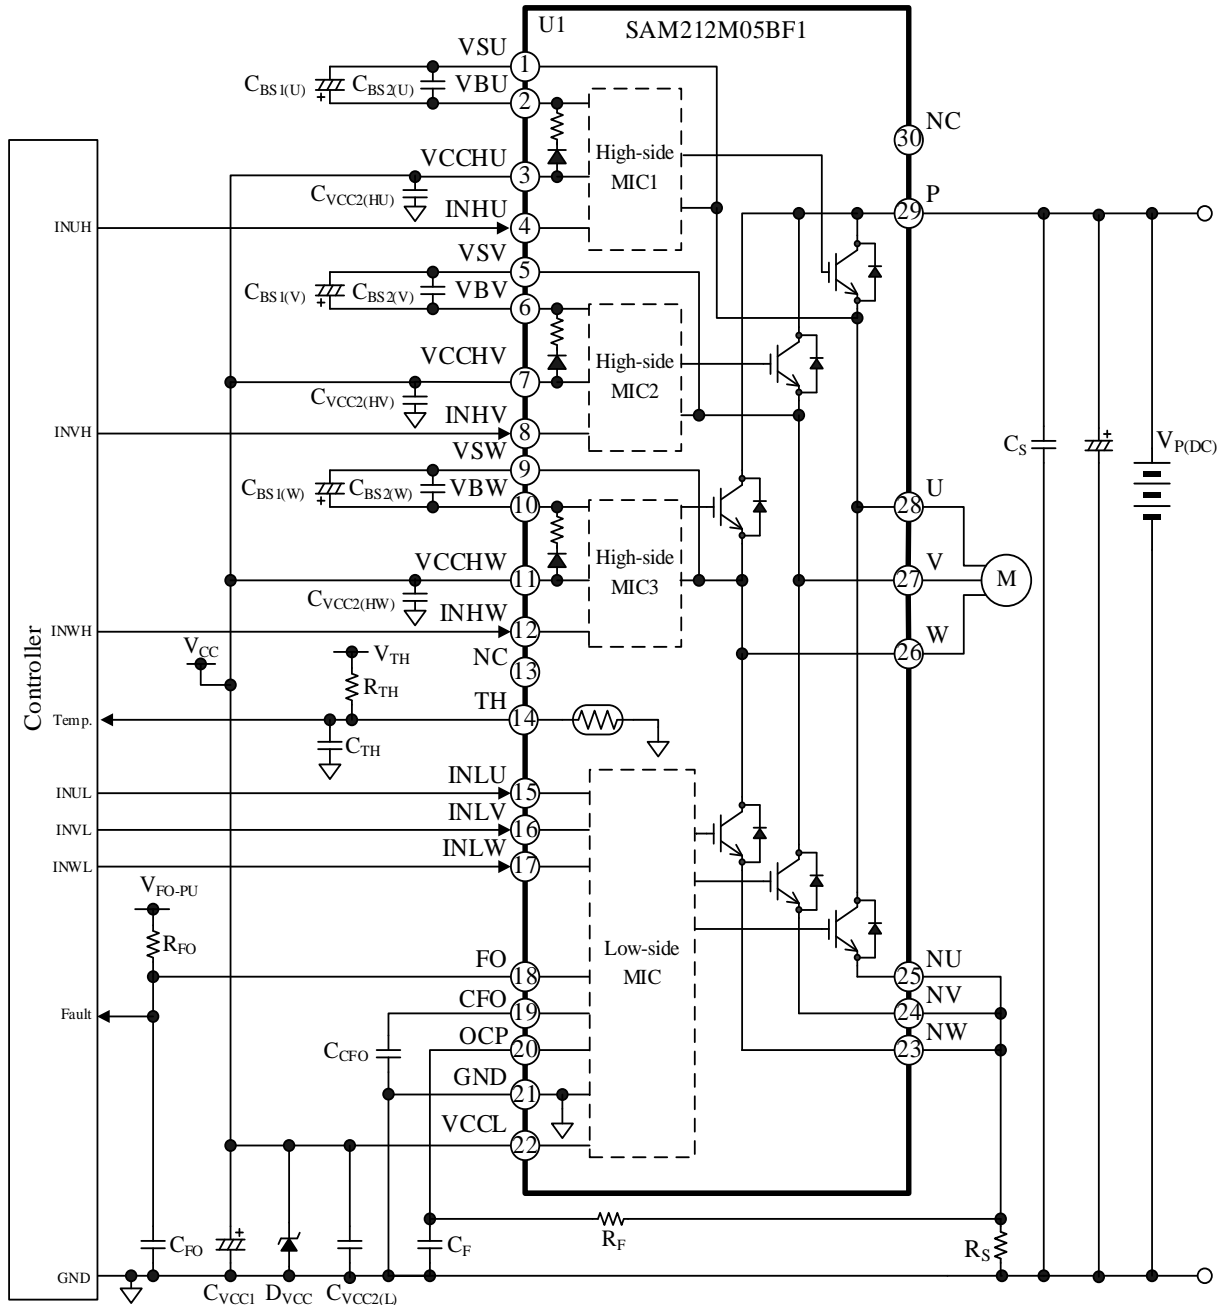 U1 SAM212M05BF1
VSU
1
CBS1(U) CBS2(U) VBU
2
NC
30
High-side
MIC1
VCCHU
3
CVCC2(HU)
P
29
INHU
INUH
4
VSV
5
CBS1(V) CBS2(V) VBV
6
High-side
MIC2
VCCHV
7
CVCC2(HV)
INHV
INVH
8
CS
VP(DC)
VSW
9
CBS1(W) CBS2(W) VBW
10
U
28
High-side
MIC3
VCCHW
11
V
27
M
CVCC2(HW)
INHW
INWH
12
W
26
VCC
VTH
NC
13
RTH
Controller
TH
Temp.
14
CTH
INLU
INUL
15
INLV
INVL
16
INLW
INWL
17
VFO-PU
RFO
Low-side
MIC
FO
18
NU
25
CFO
19
NV
24
Fault
OCP
20
NW
23
CCFO
GND
21
VCCL
22
RF
CFO
CF
RS
GND
CVCC1 DVCC CVCC2(L)
+
+
+
+
+